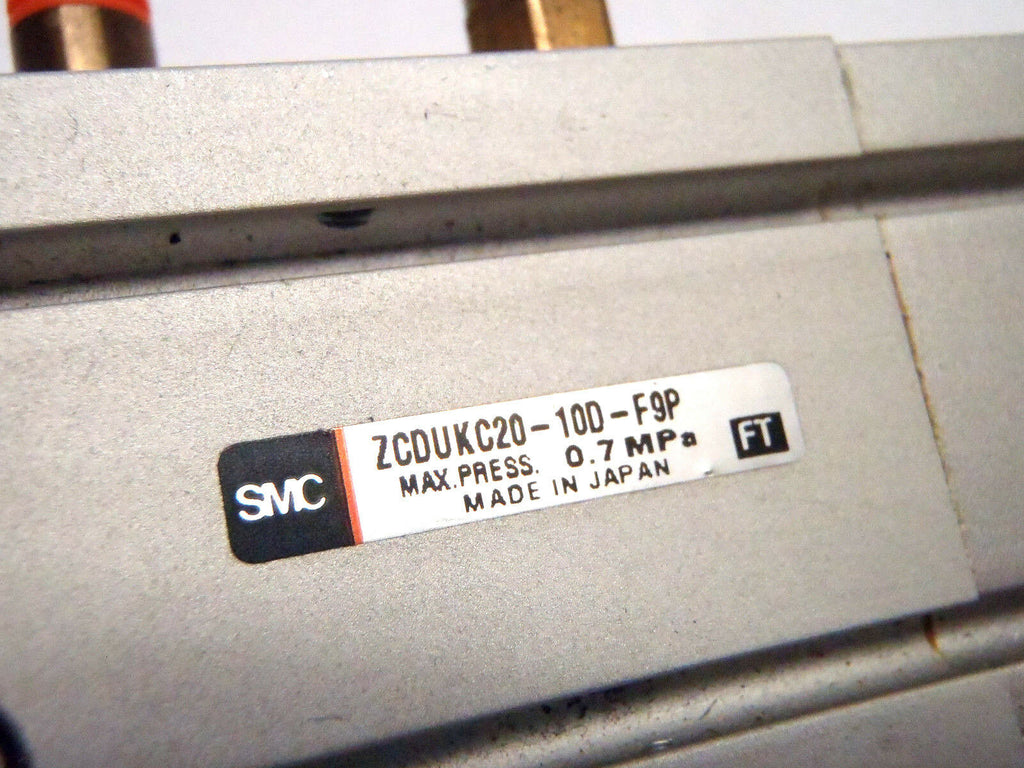 SMC
ZCDUKC20-10D-F9P
MAX.PRESS. 0.7 MPa
MADE IN JAPAN
FT